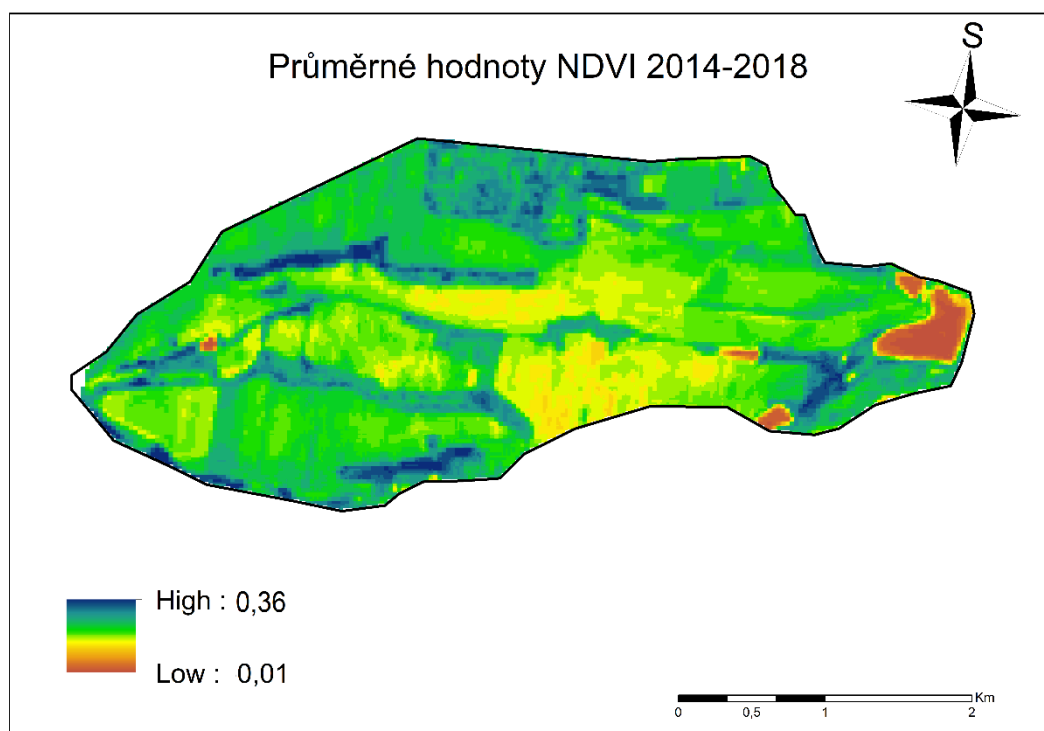 Průměrné hodnoty NDVI 2014-2018
S
High : 0,36
Low : 0,01
Km
0 0,5 1 2